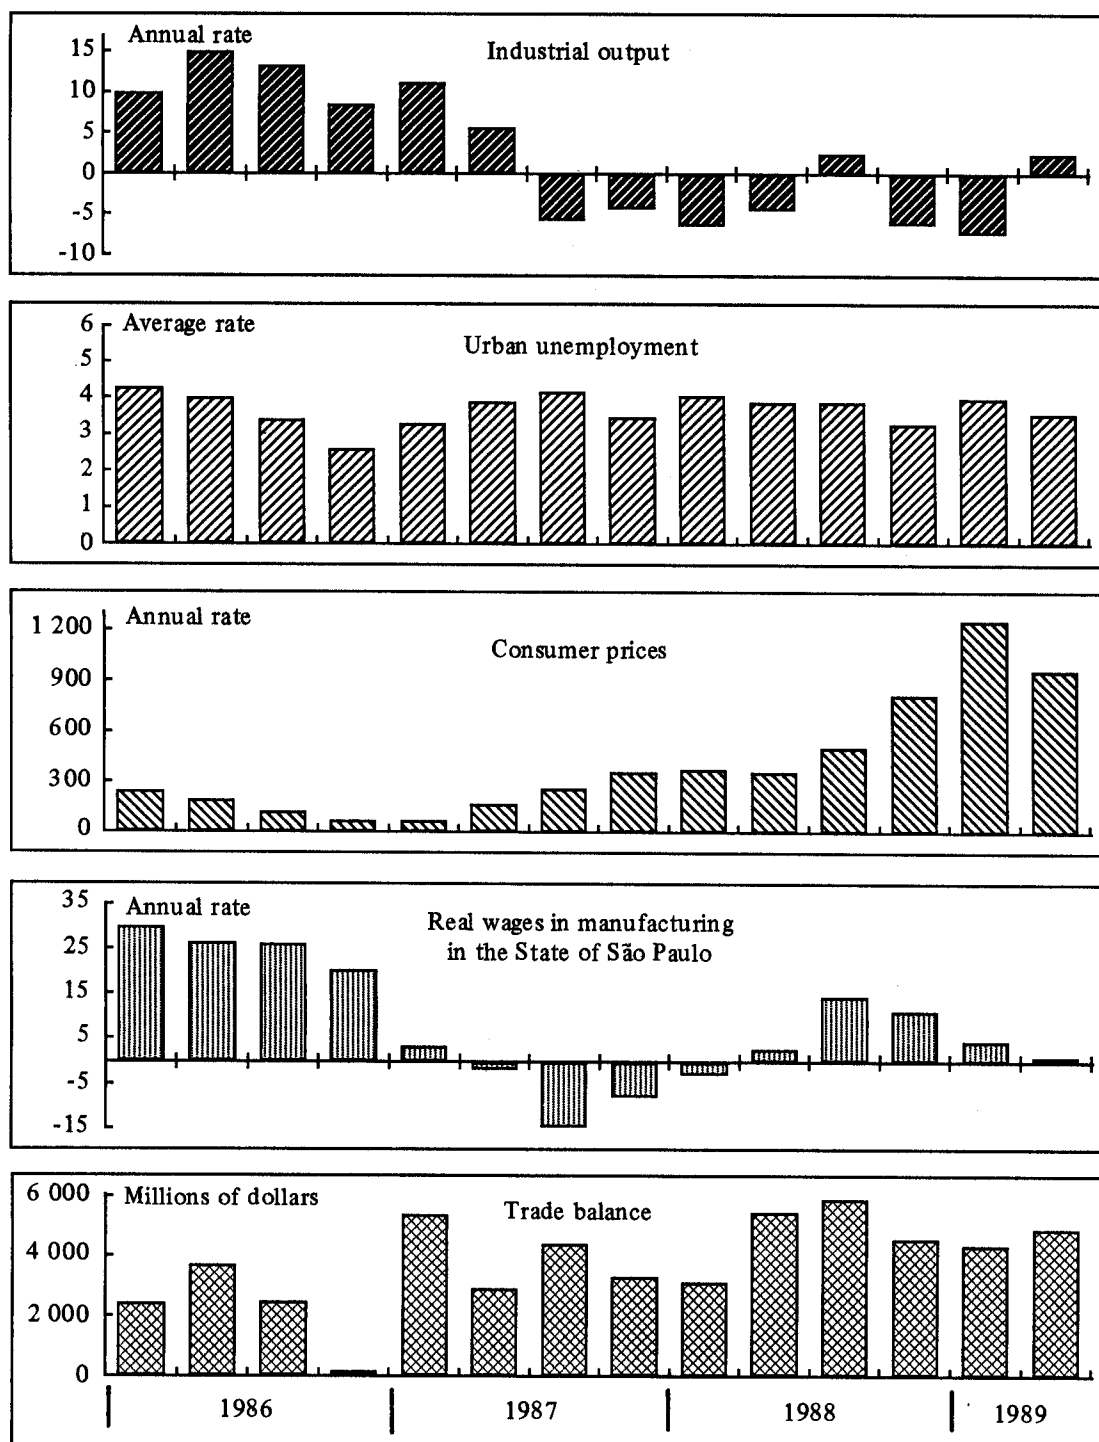 Annual rate
Industrial output
15
10
5
0
-5
-10
Average rate
Urban unemployment
6
5
4
3
2
1
0
Annual rate
Consumer prices
1 200
900
600
300
0
Annual rate
Real wages in manufacturing
in the State of São Paulo
35
25
15
5
-5
-15
Millions of dollars
Trade balance
6 000
4 000
2 000
0
1986 1987 1988 1989